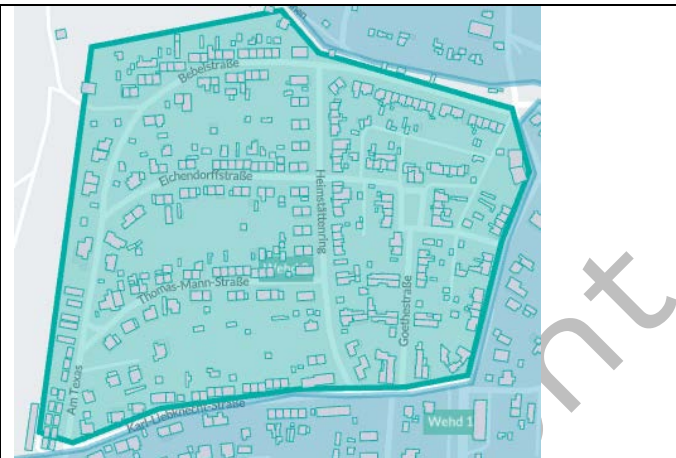 Bebelstraße
Eichendorffstraße
Heimstättenring
Thomas-Mann-Straße
Goethestraße
Am Texas
Karl-Liebknecht-Straße
Wehd 1